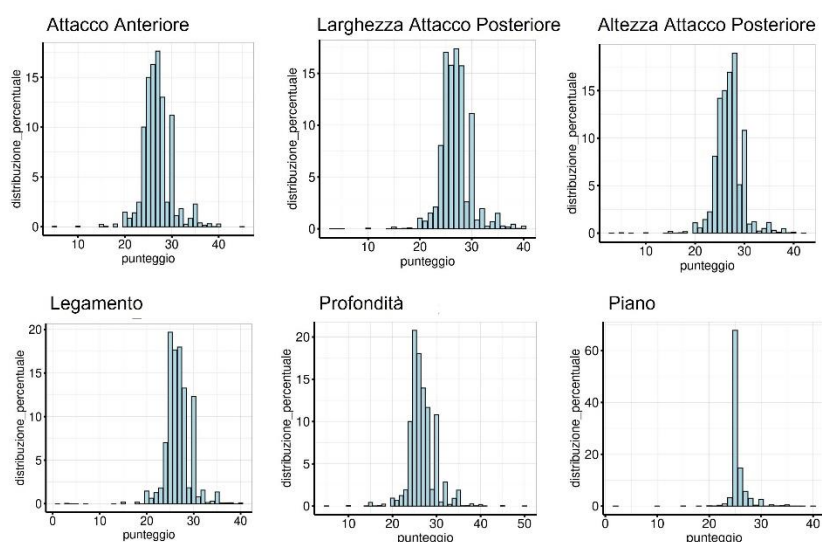 Attacco Anteriore
distribuzione_percentuale
15
10
5
0
10 20 30 40
punteggio
Larghezza Attacco Posteriore
distribuzione_percentuale
15
10
5
0
10 20 30 40
punteggio
Altezza Attacco Posteriore
distribuzione_percentuale
15
10
5
0
10 20 30 40
punteggio
Legamento
distribuzione_percentuale
20
15
10
5
0
0 10 20 30 40
punteggio
Profondità
distribuzione_percentuale
20
15
10
5
0
10 20 30 40 50
punteggio
Piano
distribuzione_percentuale
60
40
20
0
0 10 20 30 40
punteggio